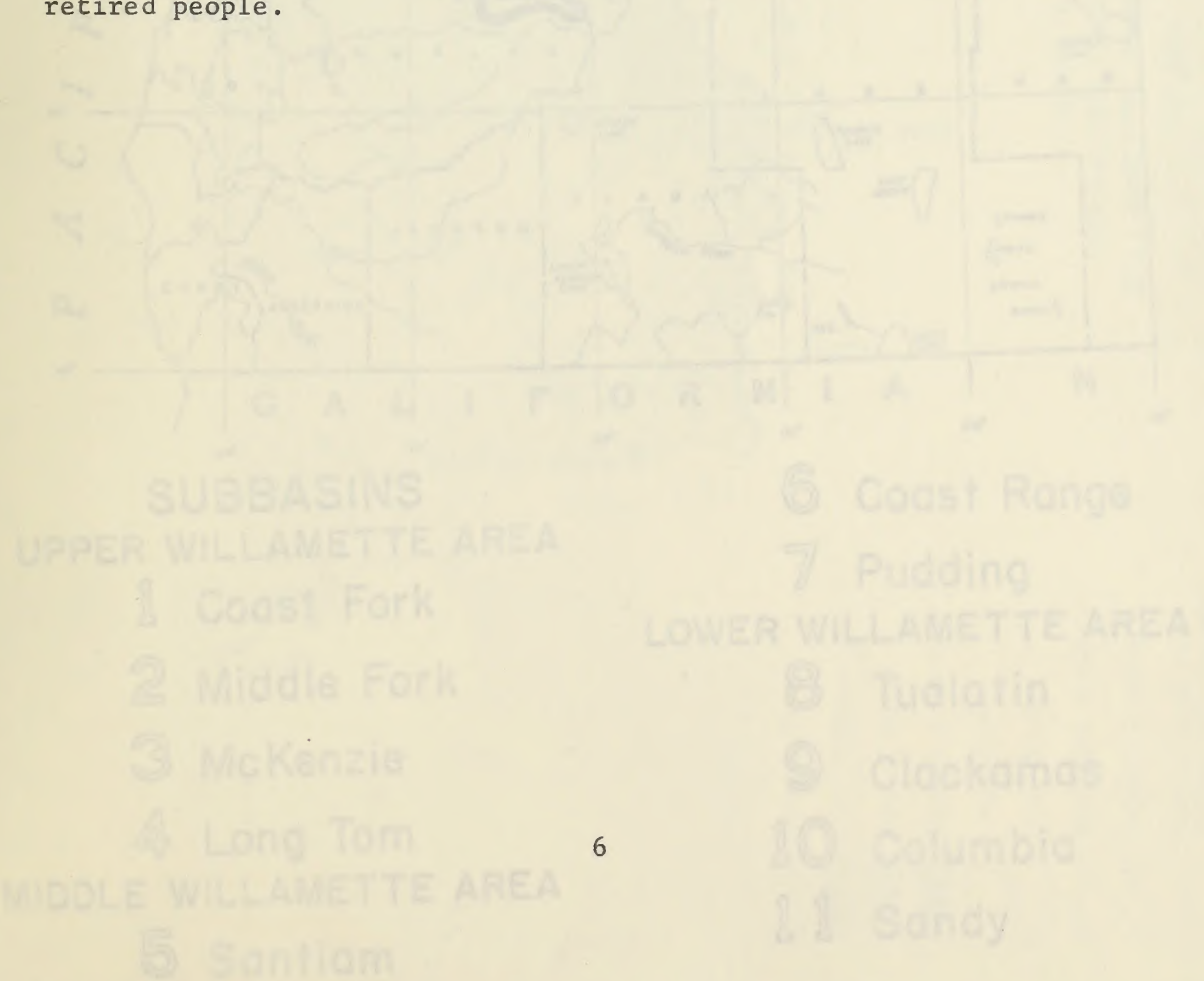 retired people.
P A C I
C A L I F O R N I A N
SUBBASINS
UPPER WILLAMETTE AREA
1 Coast Fork
2 Middle Fork
3 McKenzie
4 Long Tom
MIDDLE WILLAMETTE AREA
5 Santiam
6 Coast Range
7 Pudding
LOWER WILLAMETTE AREA
8 Tualatin
9 Clackamas
10 Columbia
11 Sandy
6